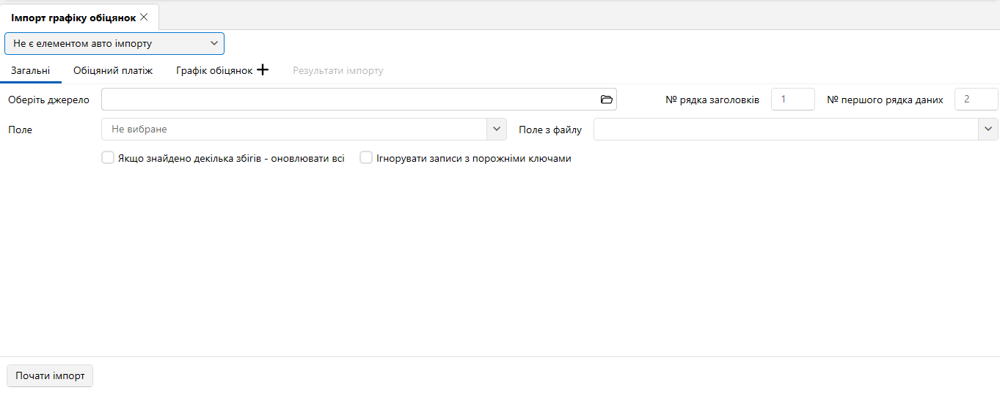 Імпорт графіку обіцянок
Не є елементом авто імпорту
Загальні Обіцяний платіж Графік обіцянок Результати імпорту
Оберіть джерело № рядка заголовків 1 № першого рядка даних 2
Поле Не вибране Поле з файлу
Якщо знайдено декілька збігів - оновлювати всі Ігнорувати записи з порожніми ключами
Почати імпорт